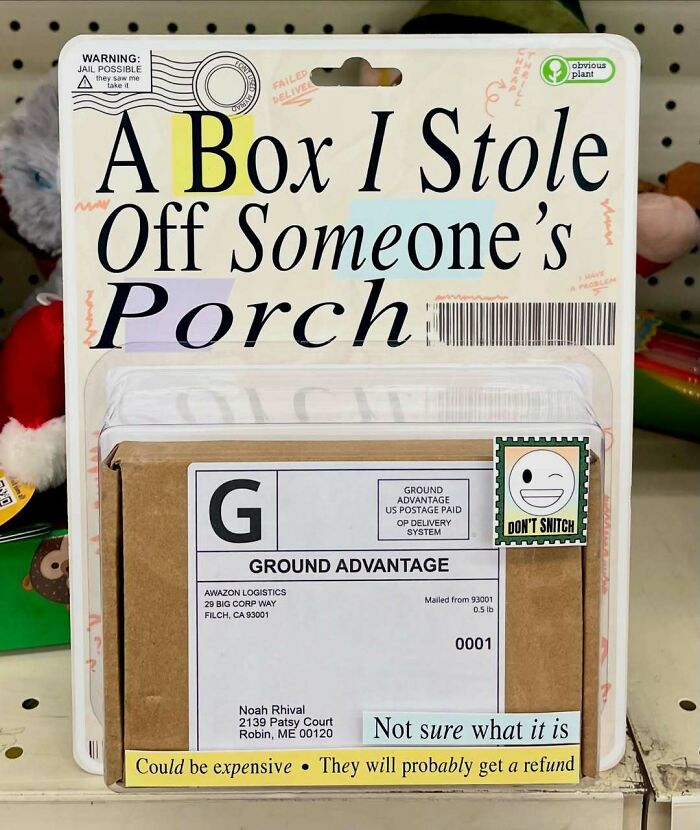 WARNING:
JAIL POSSIBLE
they saw me
take it
FAILED
DELIVERY
CHEAP
THRILL
obvious
plant
A Box I Stole
Off Someone's
Porch
I HAVE
A PROBLEM
G
GROUND
ADVANTAGE
US POSTAGE PAID
OP DELIVERY
SYSTEM
DON'T SNITCH
GROUND ADVANTAGE
AWAZON LOGISTICS
29 BIG CORP WAY
FILCH, CA 93001
Mailed from 93001
0.5 lb
0001
Noah Rhival
2139 Patsy Court
Robin, ME 00120
Not sure what it is
Could be expensive • They will probably get a refund